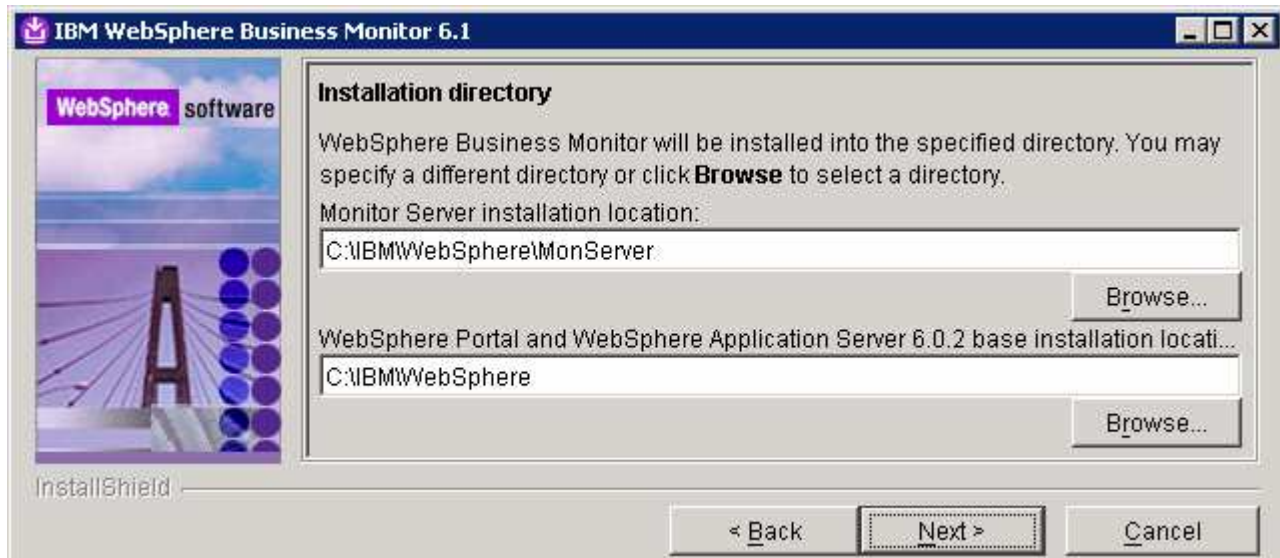 IBM WebSphere Business Monitor 6.1
WebSphere software
Installation directory
WebSphere Business Monitor will be installed into the specified directory. You may
specify a different directory or click Browse to select a directory.
Monitor Server installation location:
C:\IBM\WebSphere\MonServer
Browse...
WebSphere Portal and WebSphere Application Server 6.0.2 base installation locati...
C:\IBM\WebSphere
Browse...
InstallShield
< Back Next > Cancel